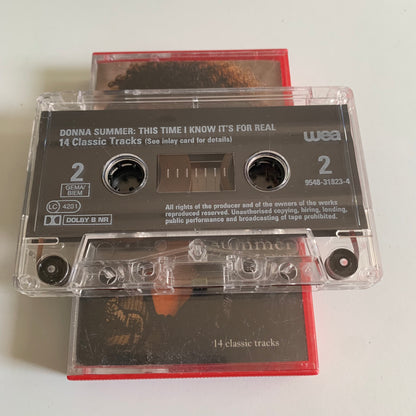 DONNA SUMMER: THIS TIME I KNOW IT'S FOR REAL
14 Classic Tracks (See inlay card for details)
wea
2
GEMA/
BIEM
LC 4281
DOLBY B NR
2
9548-31823-4
All rights of the producer and of the owners of the works
reproduced reserved. Unauthorised copying, hiring, lending,
public performance and broadcasting of tape prohibited.
summer
14 classic tracks